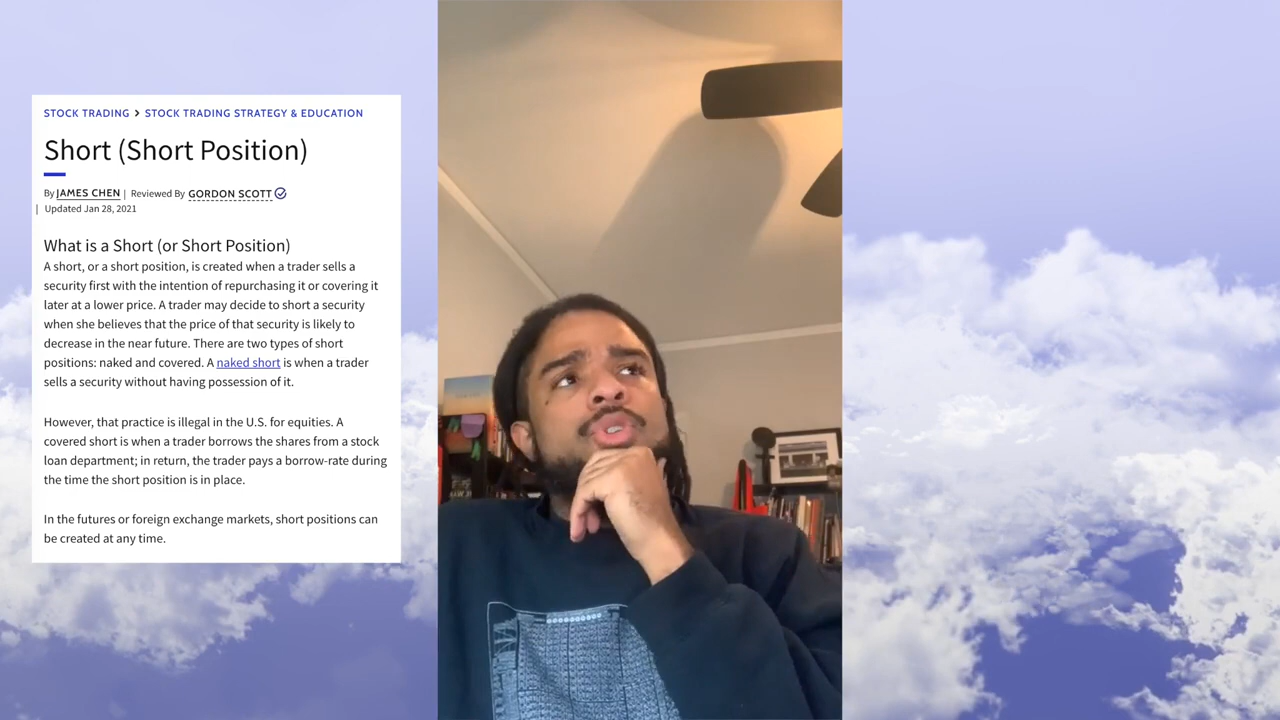 STOCK TRADING > STOCK TRADING STRATEGY & EDUCATION
Short (Short Position)
By JAMES CHEN | Reviewed By GORDON SCOTT
| Updated Jan 28, 2021
What is a Short (or Short Position)
A short, or a short position, is created when a trader sells a
security first with the intention of repurchasing it or covering it
later at a lower price. A trader may decide to short a security
when she believes that the price of that security is likely to
decrease in the near future. There are two types of short
positions: naked and covered. A naked short is when a trader
sells a security without having possession of it.
However, that practice is illegal in the U.S. for equities. A
covered short is when a trader borrows the shares from a stock
loan department; in return, the trader pays a borrow-rate during
the time the short position is in place.
In the futures or foreign exchange markets, short positions can
be created at any time.